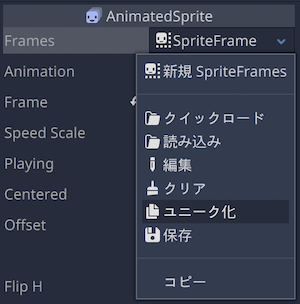 AnimatedSprite
Frames
SpriteFrame
Animation
新規 SpriteFrames
Frame
クイックロード
Speed Scale
読み込み
Playing
編集
Centered
クリア
Offset
ユニーク化
保存
Flip H
コピー